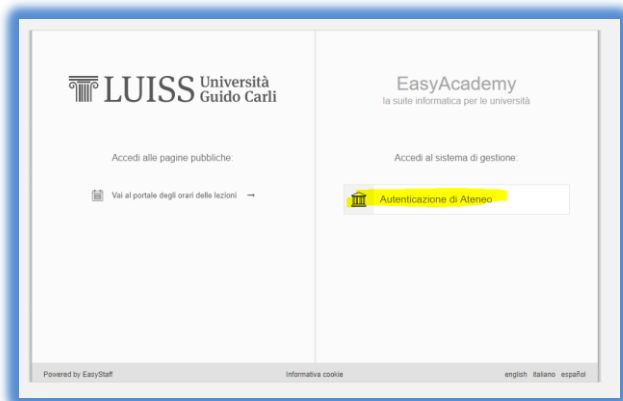 LUISS Università
Guido Carli
EasyAcademy
la suite informatica per le università
Accedi alle pagine pubbliche:
Vai al portale degli orari delle lezioni →
Accedi al sistema di gestione:
Autenticazione di Ateneo
Powered by EasyStaff
Informativa cookie
english italiano español